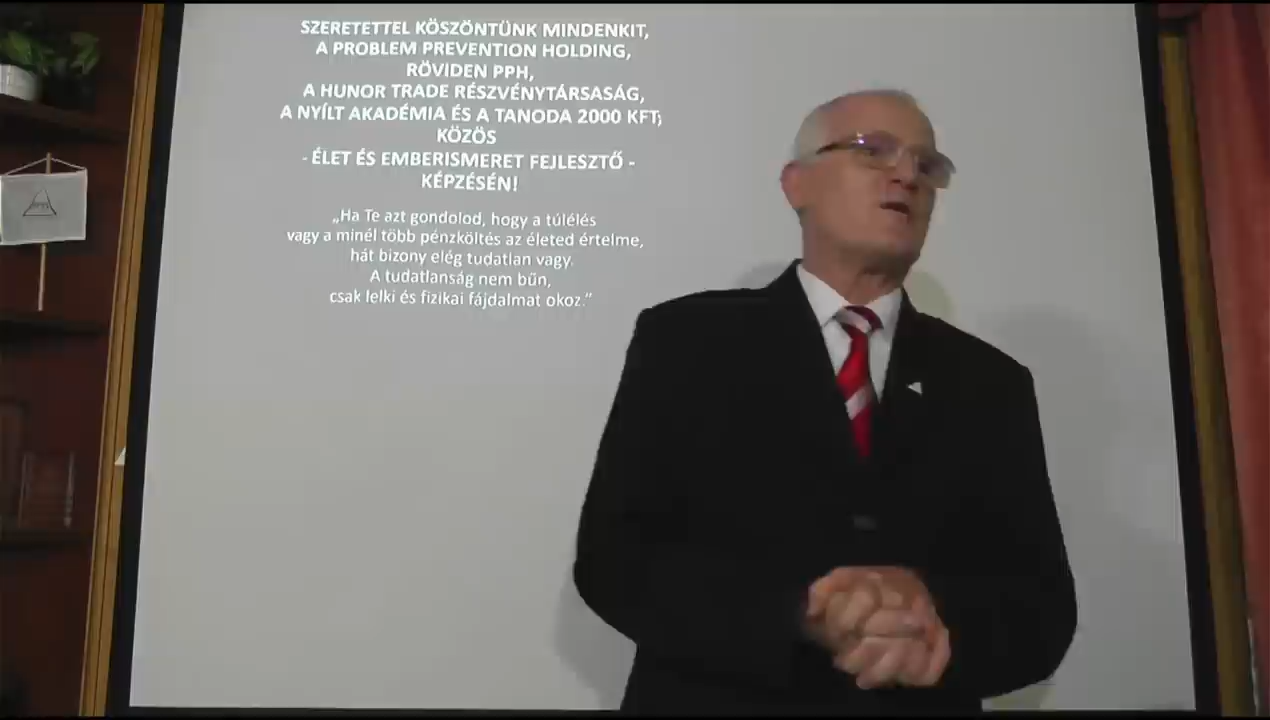 SZERETETTEL KÖSZÖNTÜNK MINDENKIT,
A PROBLEM PREVENTION HOLDING,
RÖVIDEN PPH,
A HUNOR TRADE RÉSZVÉNYTÁRSASÁG,
A NYÍLT AKADÉMIA ÉS A TANODA 2000 KFT;
KÖZÖS
- ÉLET ÉS EMBERISMERET FEJLESZTŐ -
KÉPZÉSÉN!
„Ha Te azt gondolod, hogy a túlélés
vagy a minél több pénzköltés az életed értelme,
hát bizony elég tudatlan vagy.
A tudatlanság nem bűn,
csak lelki és fizikai fájdalmat okoz.”